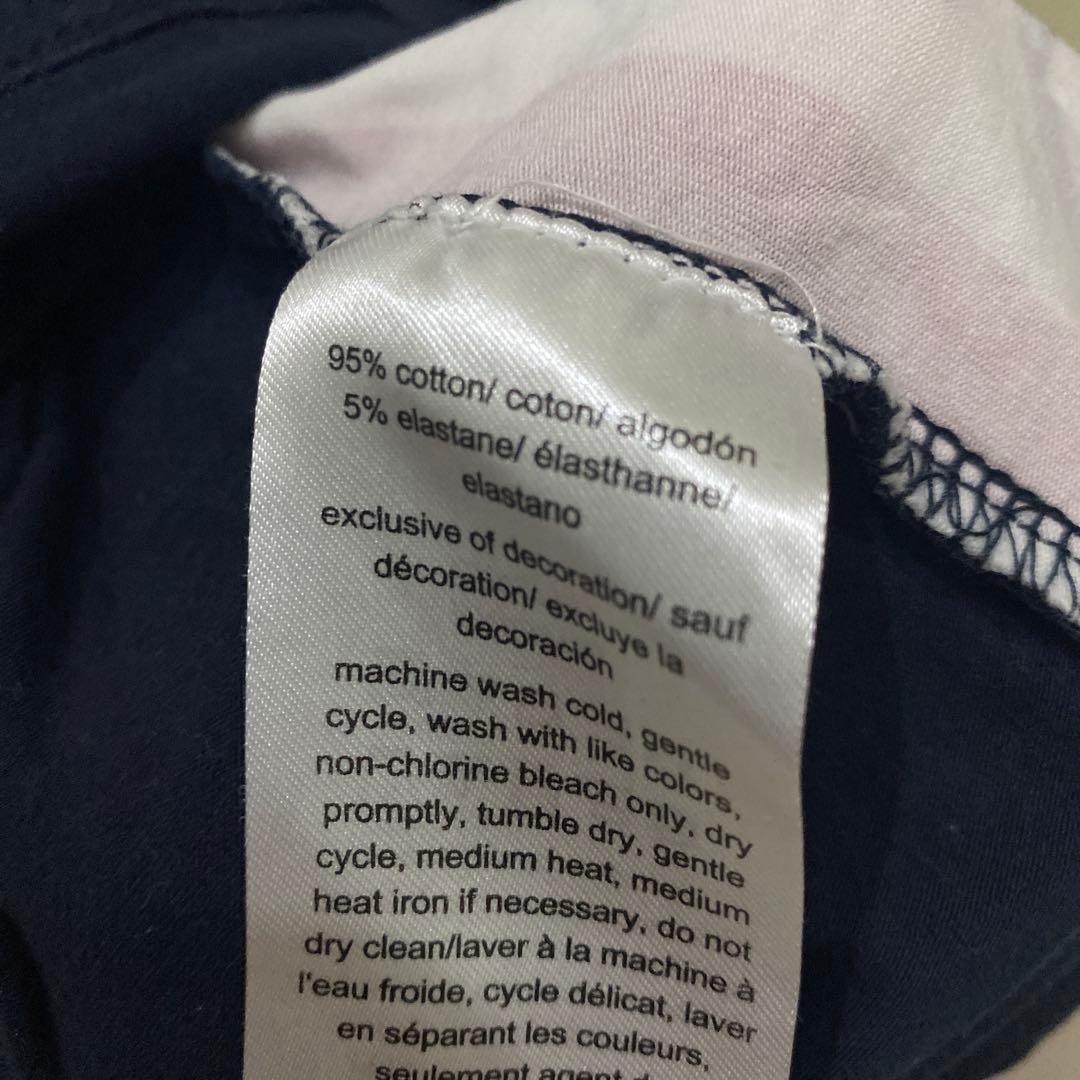 95% cotton/ coton/ algodón
5% elastane/ élasthanne/
elastano
exclusive of decoration/ sauf
décoration/ excluye la
decoración
machine wash cold, gentle
cycle, wash with like colors,
non-chlorine bleach only, dry
promptly, tumble dry, gentle
cycle, medium heat, medium
heat iron if necessary, do not
dry clean/laver à la machine à
l'eau froide, cycle délicat, laver
en séparant les couleurs,
seulement agent